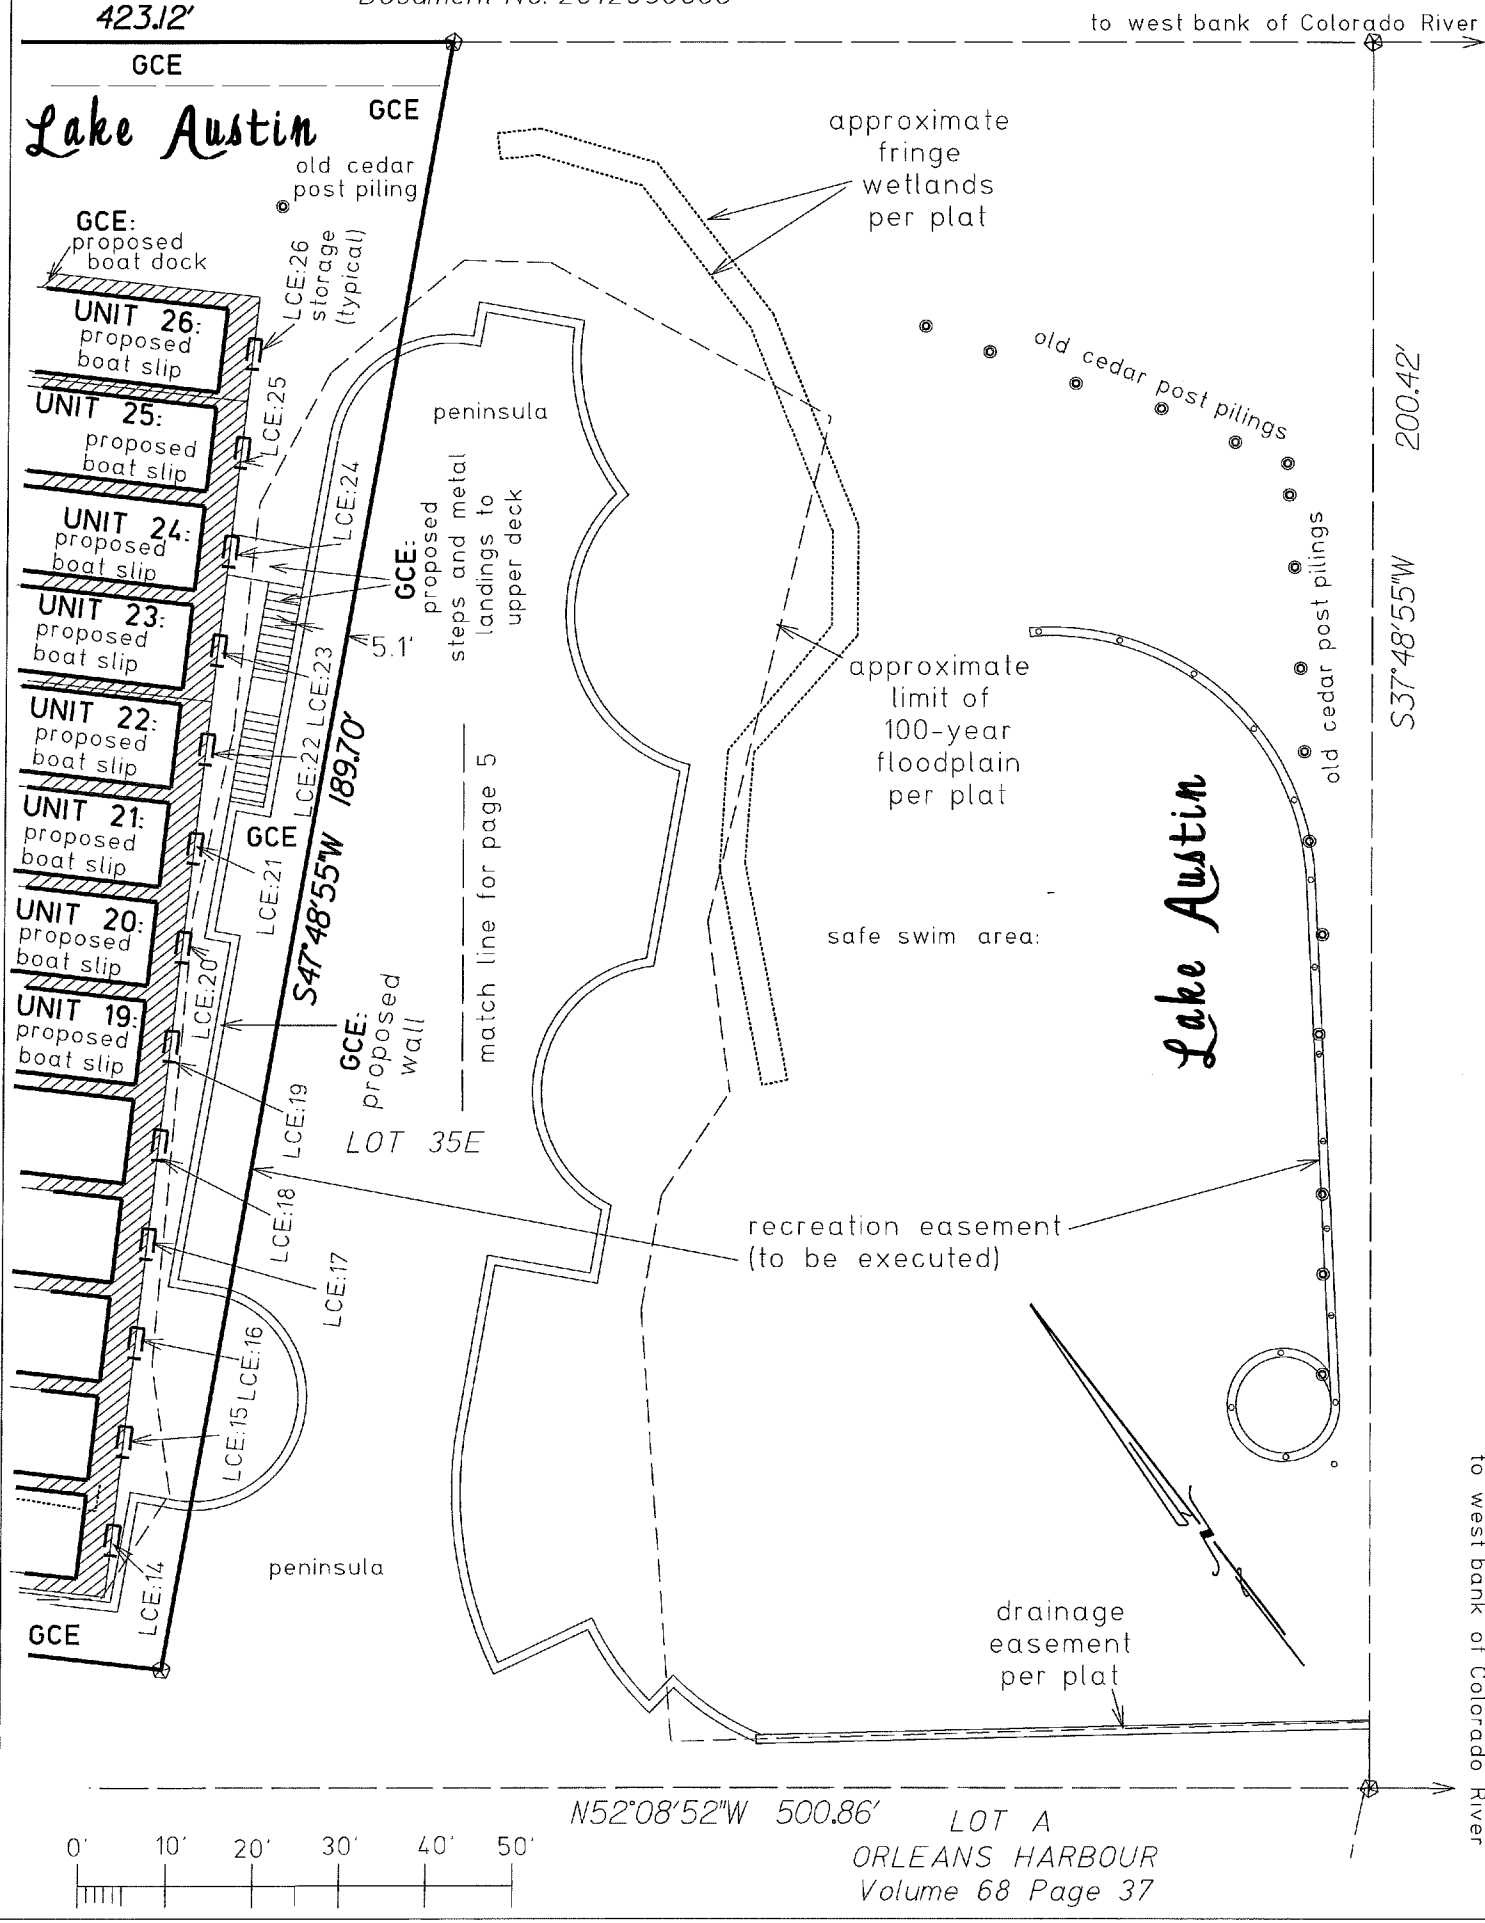 423.12'
to west bank of Colorado River
GCE
GCE
Lake Austin
old cedar
post piling
approximate
fringe
wetlands
per plat
GCE:
proposed
boat dock
LCE:26
storage
(typical)
UNIT 26:
proposed
boat slip
LCE:25
UNIT 25:
proposed
boat slip
LCE:24
UNIT 24:
proposed
boat slip
UNIT 23:
proposed
boat slip
LCE:23
UNIT 22:
proposed
boat slip
LCE:22
UNIT 21:
proposed
boat slip
LCE:21
UNIT 20:
proposed
boat slip
LCE:20
UNIT 19:
proposed
boat slip
LCE:19
LCE:18
LCE:17
LCE:16
LCE:15
LCE:14
GCE
GCE
peninsula
GCE:
proposed
steps and metal
landings to
upper deck
5.1'
S47°48'55"W 189.70'
match line for page 5
GCE:
proposed
wall
LOT 35E
peninsula
old cedar post pilings
old cedar post pilings
200.42'
S37°48'55"W
approximate
limit of
100-year
floodplain
per plat
safe swim area:
Lake Austin
recreation easement
(to be executed)
drainage
easement
per plat
to west bank of Colorado River
N52°08'52"W 500.86'
LOT A
ORLEANS HARBOUR
Volume 68 Page 37
0' 10' 20' 30' 40' 50'